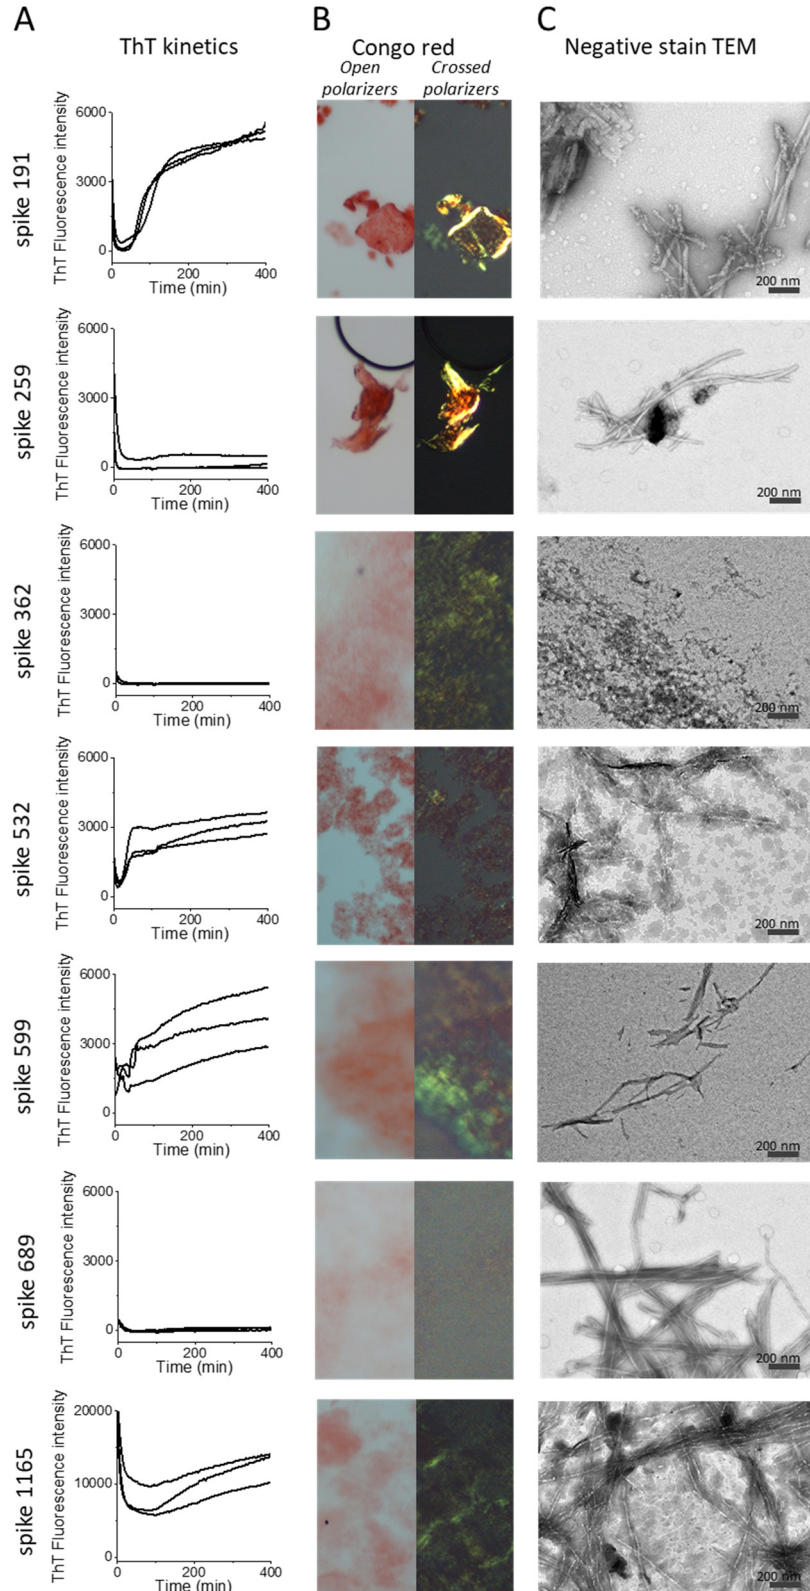 A
B
C
ThT kinetics
Congo red
Negative stain TEM
Open polarizers
Crossed polarizers
spike 191
ThT Fluorescence intensity
6000
3000
0
0
200
400
Time (min)
200 nm
spike 259
ThT Fluorescence intensity
6000
3000
0
0
200
400
Time (min)
200 nm
spike 362
ThT Fluorescence intensity
6000
3000
0
0
200
400
Time (min)
200 nm
spike 532
ThT Fluorescence intensity
6000
3000
0
0
200
400
Time (min)
200 nm
spike 599
ThT Fluorescence intensity
6000
3000
0
0
200
400
Time (min)
200 nm
spike 689
ThT Fluorescence intensity
6000
3000
0
0
200
400
Time (min)
200 nm
spike 1165
ThT Fluorescence intensity
20000
10000
0
0
200
400
Time (min)
200 nm